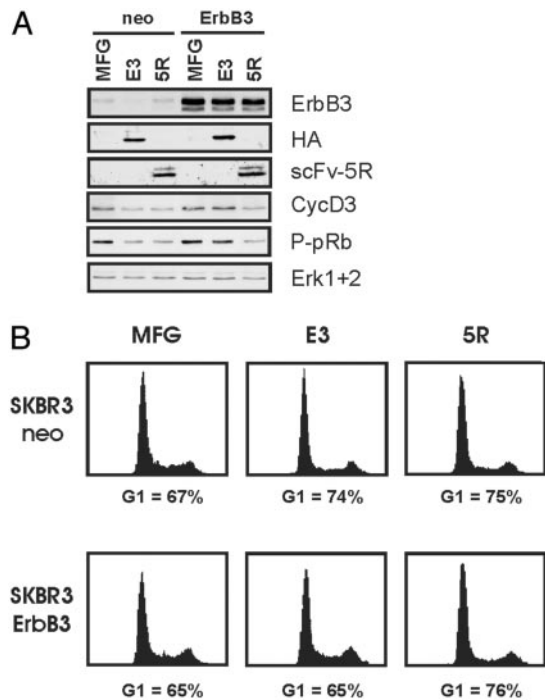 A
neo ErbB3
MFG E3 5R MFG E3 5R
ErbB3
HA
scFv-5R
CycD3
P-pRb
Erk1+2
B
MFG E3 5R
SKBR3
neo
G1 = 67% G1 = 74% G1 = 75%
SKBR3
ErbB3
G1 = 65% G1 = 65% G1 = 76%